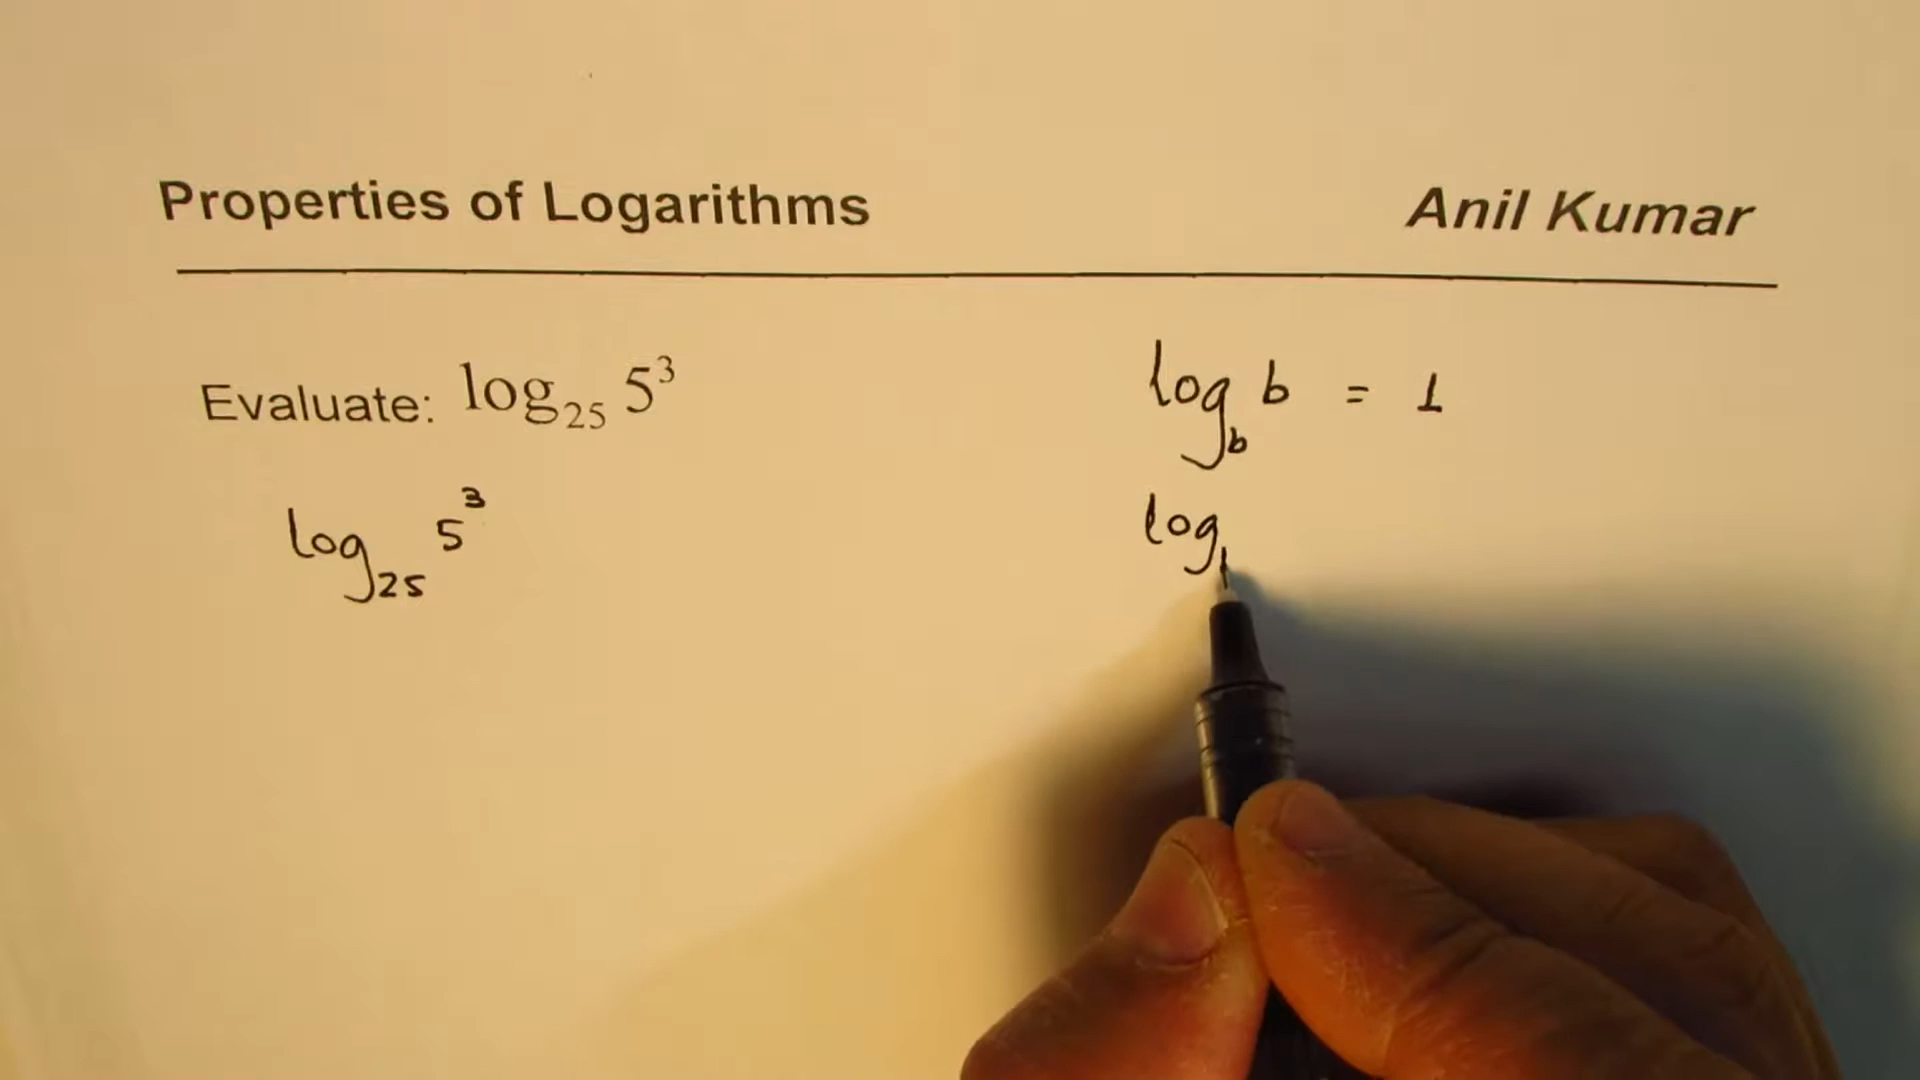 Properties of Logarithms Anil Kumar
Evaluate: log₂₅ 5³
log_b b = 1
log₂₅ 5³
log